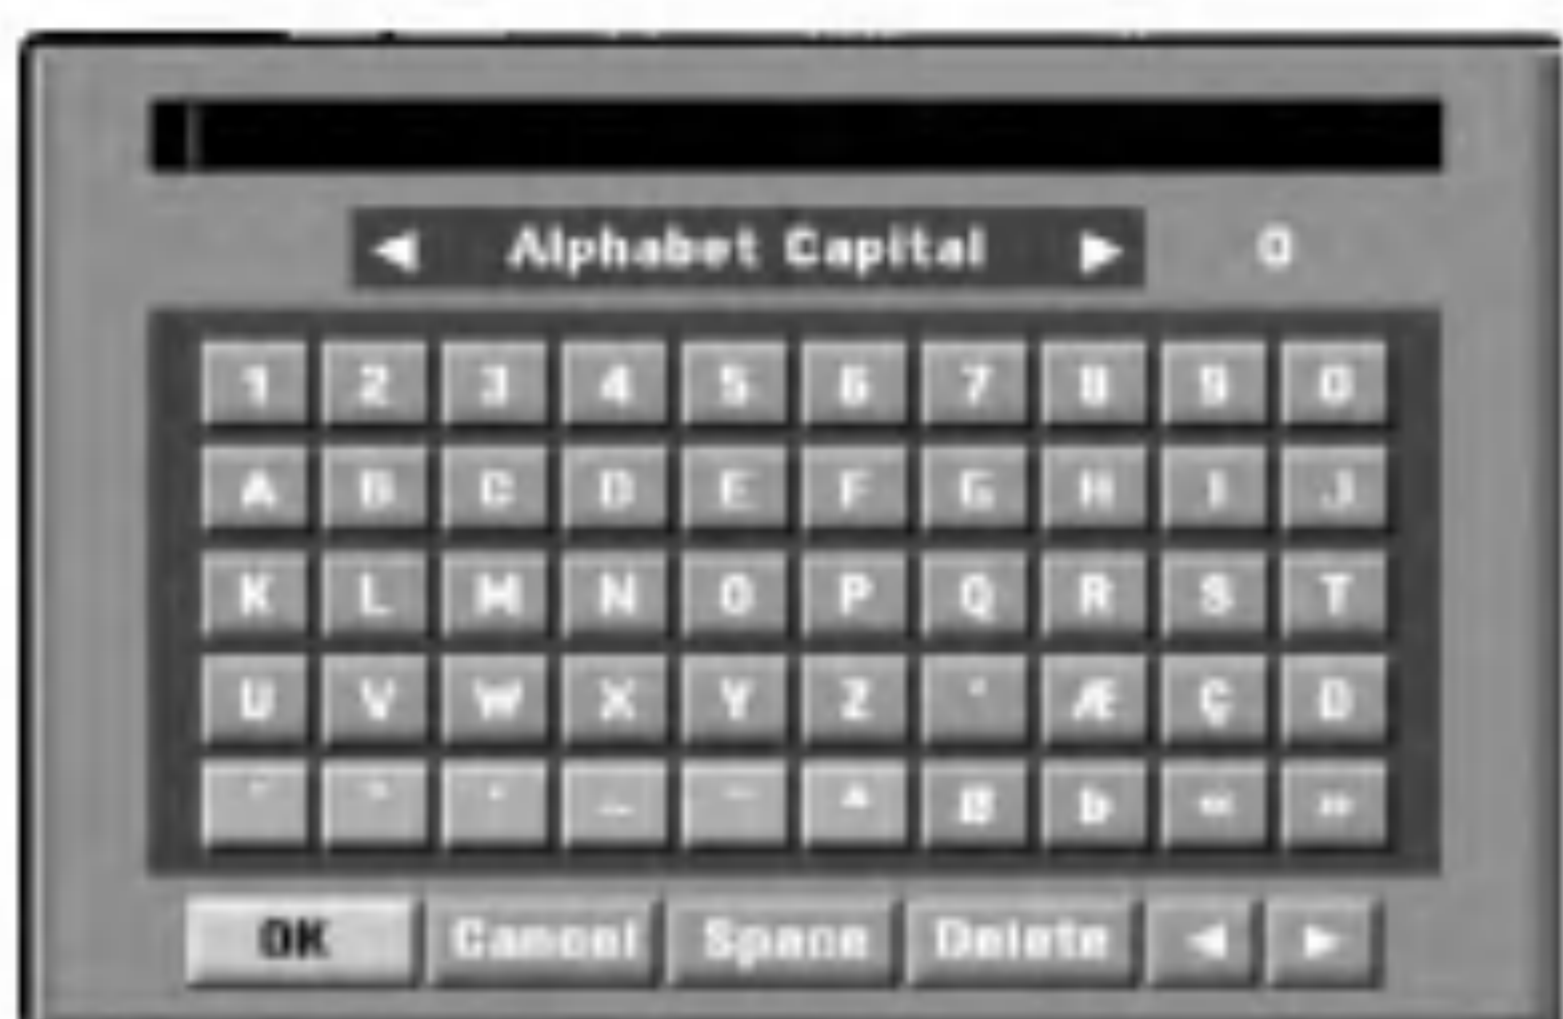 ◀ Alphabet Capital ▶ 0
1 2 3 4 5 6 7 8 9 0
A B C D E F G H I J
K L M N O P Q R S T
U V W X Y Z Æ Ç
« »
OK Cancel Space Delete ◀ ▶